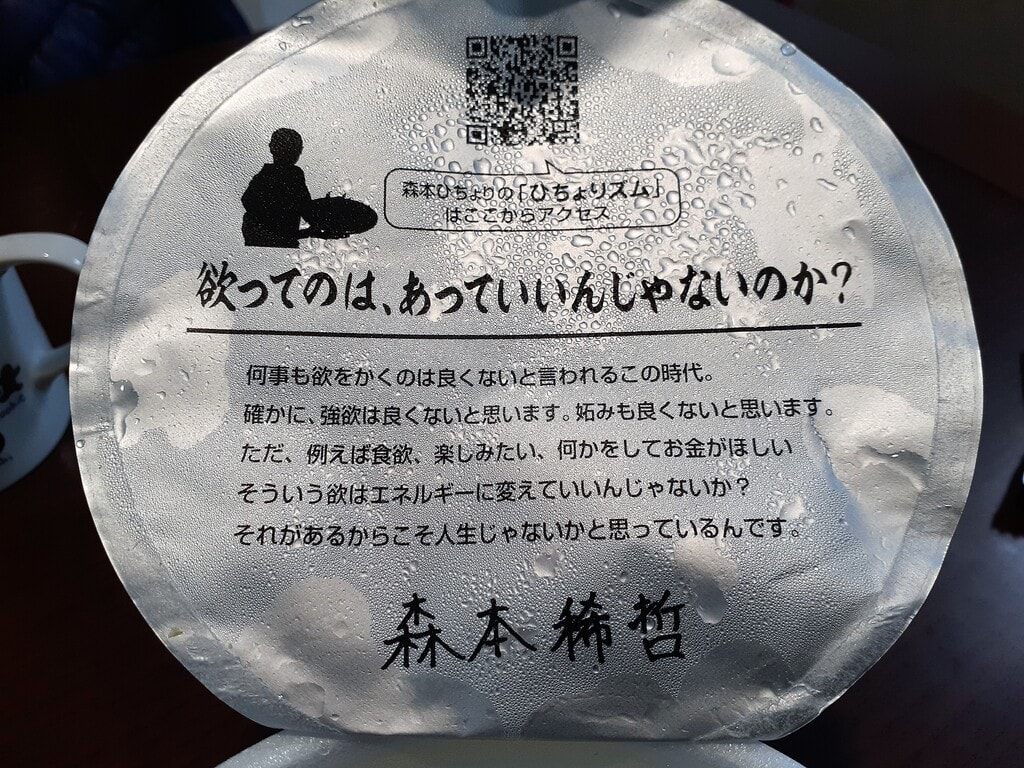 森本ひちょりの「ひちょリズム」
はここからアクセス
欲ってのは、あっていいんじゃないのか？
何事も欲をかくのは良くないと言われるこの時代。
確かに、強欲は良くないと思います。妬みも良くないと思います。
ただ、例えば食欲、楽しみたい、何かをしてお金がほしい
そういう欲はエネルギーに変えていいんじゃないか？
それがあるからこそ人生じゃないかと思っているんです。
森本稀哲